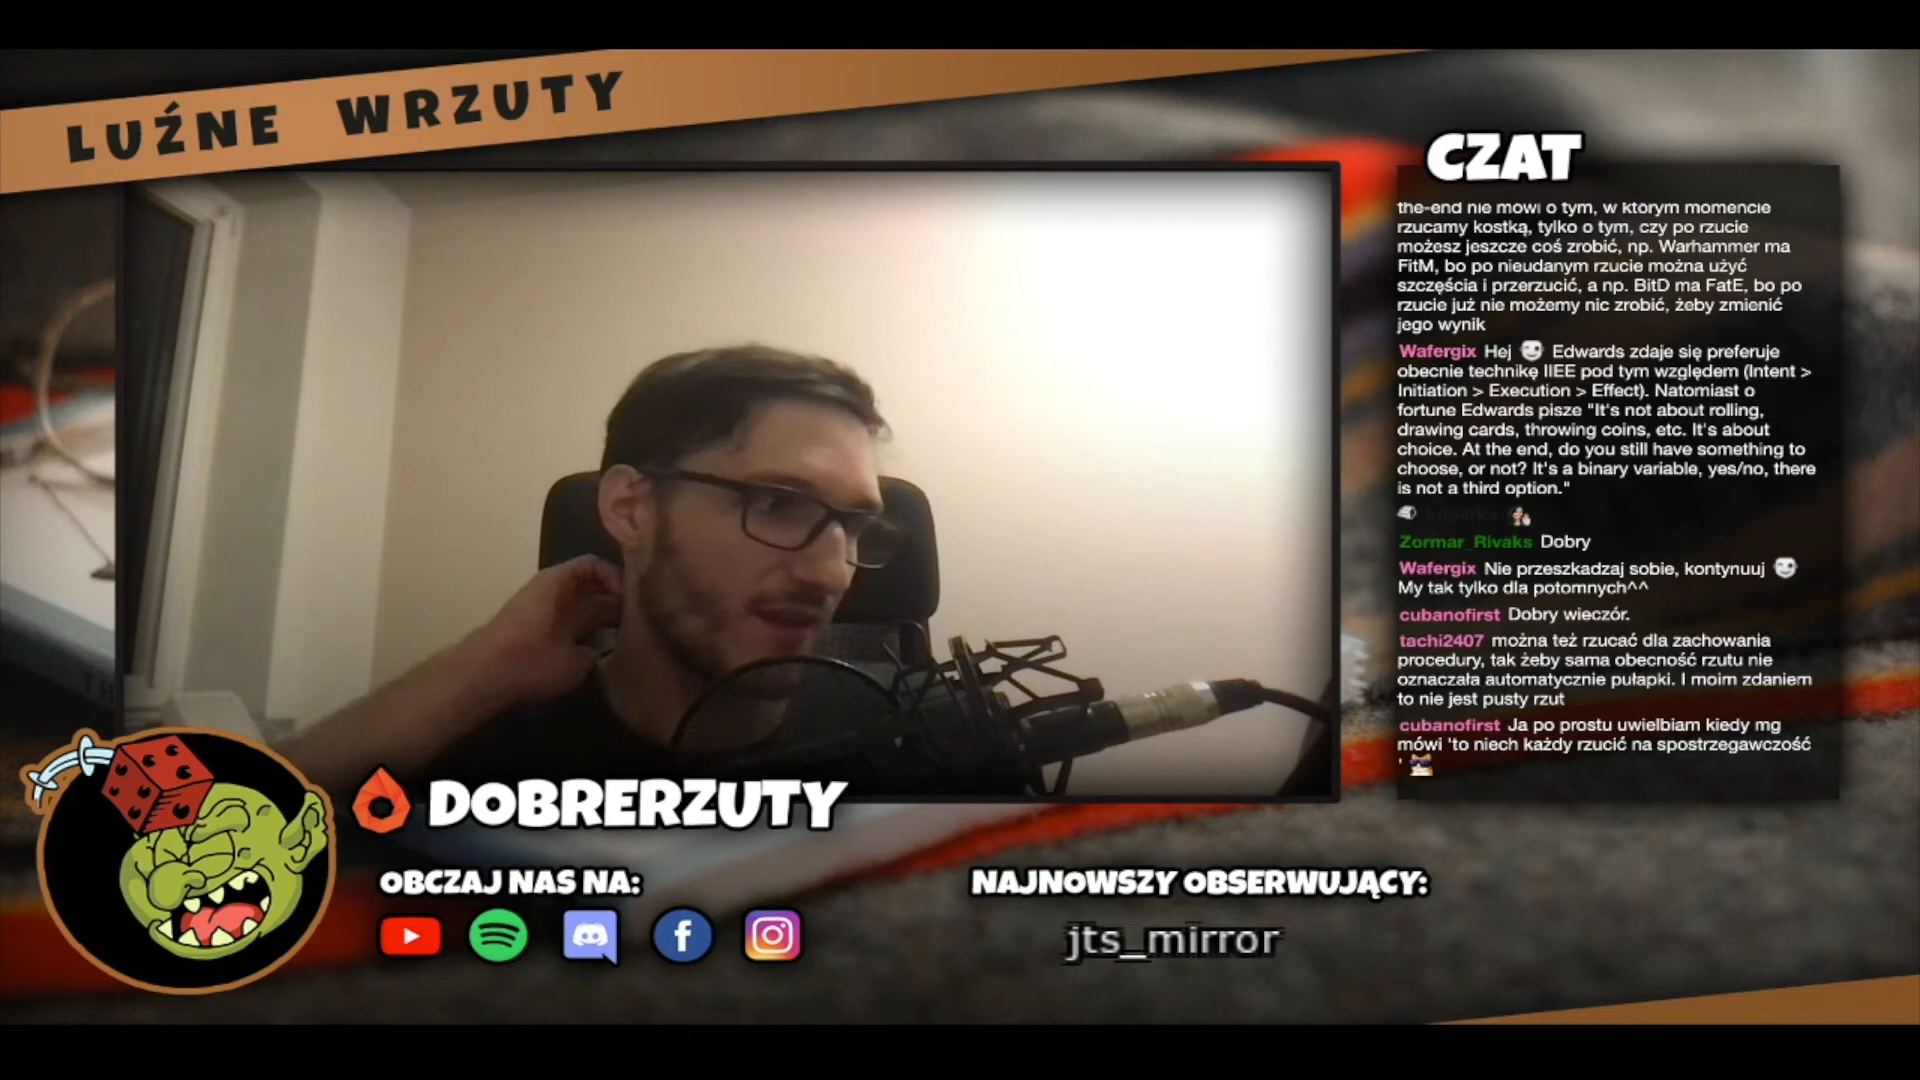 LUŹNE WRZUTY
CZAT
the-end nie mówi o tym, w którym momencie
rzucamy kostką, tylko o tym, czy po rzucie
możesz jeszcze coś zrobić, np. Warhammer ma
FitM, bo po nieudanym rzucie można użyć
szczęścia i przerzucić, a np. BitD ma FatE, bo po
rzucie już nie możemy nic zrobić, żeby zmienić
jego wynik
Wafergix Hej Edwards zdaje się preferuje
obecnie technikę IIEE pod tym względem (Intent >
Initiation > Execution > Effect). Natomiast o
fortune Edwards pisze "It's not about rolling,
drawing cards, throwing coins, etc. It's about
choice. At the end, do you still have something to
choose, or not? It's a binary variable, yes/no, there
is not a third option."
Zormar_Rivaks Dobry
Wafergix Nie przeszkadzaj sobie, kontynuuj
My tak tylko dla potomnych^^
cubanofirst Dobry wieczór.
tachi2407 można też rzucać dla zachowania
procedury, tak żeby sama obecność rzutu nie
oznaczała automatycznie pułapki. I moim zdaniem
to nie jest pusty rzut
cubanofirst Ja po prostu uwielbiam kiedy mg
mówi 'to niech każdy rzucić na spostrzegawczość
'
DOBRERZUTY
OBCZAJ NAS NA:
NAJNOWSZY OBSERWUJĄCY:
jts_mirror